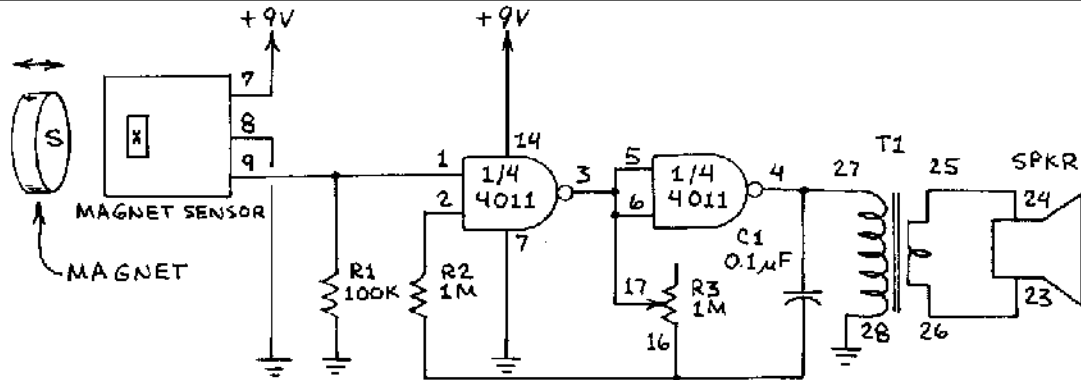 +9V
+9V
7
8
9
S
X
MAGNET SENSOR
MAGNET
1
2
14
1/4
4011
7
3
5
6
1/4
4011
4
R1
100K
R2
1M
17
R3
1M
16
C1
0.1µF
T1
27
28
25
26
SPKR
24
23